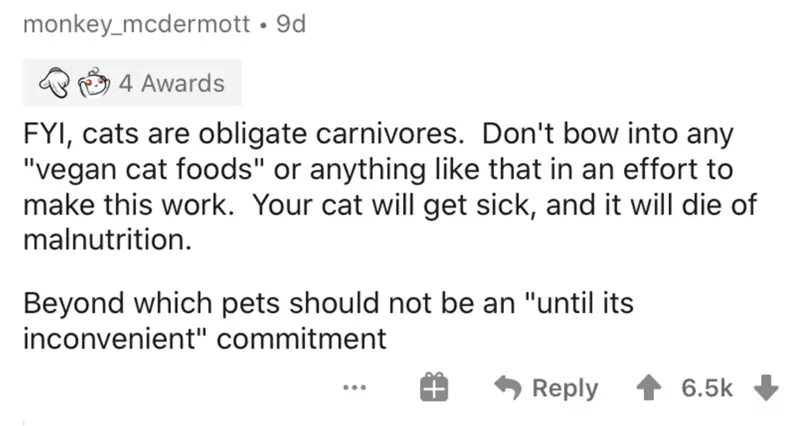 monkey_mcdermott • 9d
4 Awards
FYI, cats are obligate carnivores.  Don't bow into any
"vegan cat foods" or anything like that in an effort to
make this work.  Your cat will get sick, and it will die of
malnutrition.
Beyond which pets should not be an "until its
inconvenient" commitment
... Reply 6.5k